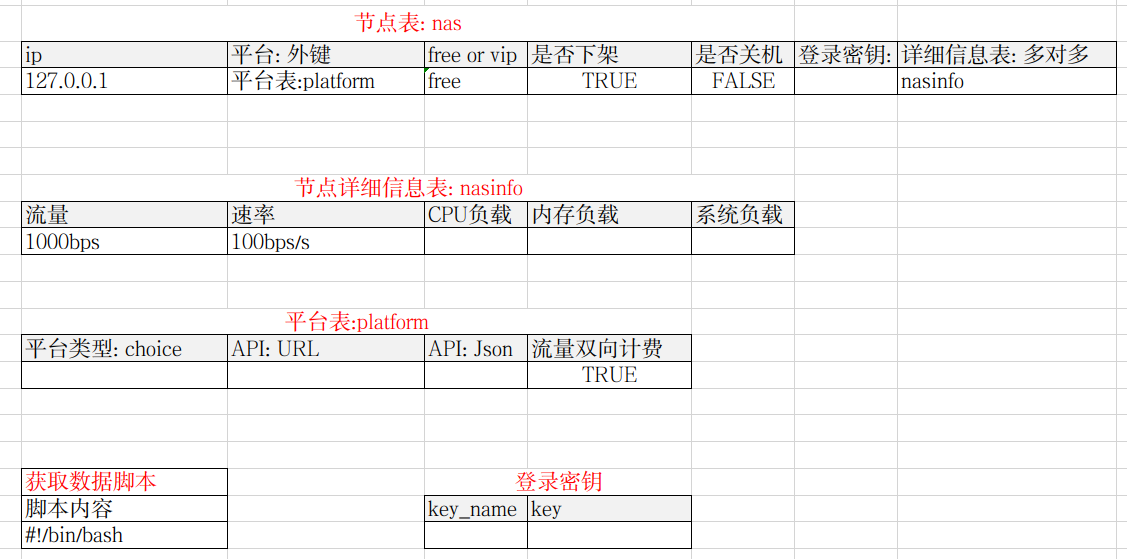 节点表: nas
ip 平台: 外键 free or vip 是否下架 是否关机 登录密钥: 详细信息表: 多对多
127.0.0.1 平台表:platform free TRUE FALSE nasinfo
节点详细信息表: nasinfo
流量 速率 CPU负载 内存负载 系统负载
1000bps 100bps/s
平台表:platform
平台类型: choice API: URL API: Json 流量双向计费
TRUE
获取数据脚本 登录密钥
脚本内容 key_name key
#!/bin/bash